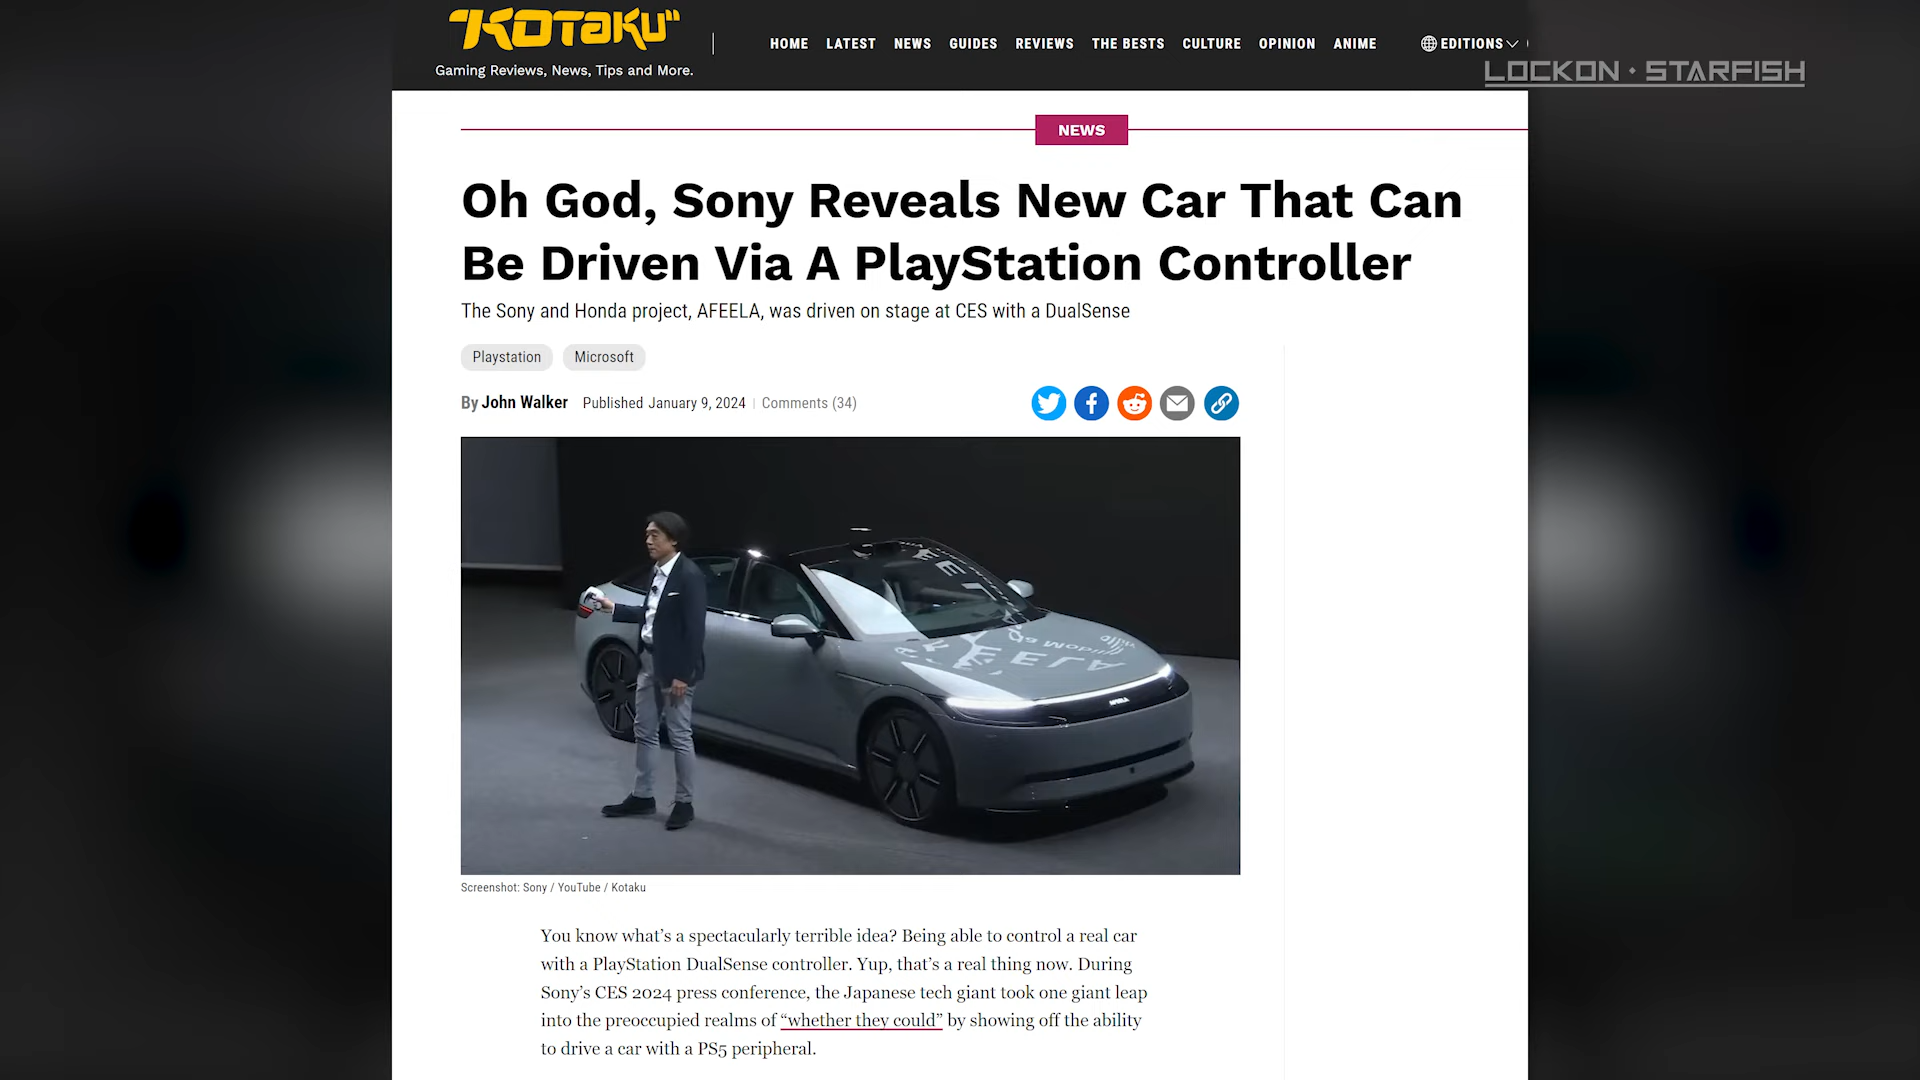 KOTaKU
Gaming Reviews, News, Tips and More.
HOME LATEST NEWS GUIDES REVIEWS THE BESTS CULTURE OPINION ANIME EDITIONS
LOCKON · STARFISH
NEWS
Oh God, Sony Reveals New Car That Can
Be Driven Via A PlayStation Controller
The Sony and Honda project, AFEELA, was driven on stage at CES with a DualSense
Playstation Microsoft
By John Walker Published January 9, 2024 | Comments (34)
AFEELA
Screenshot: Sony / YouTube / Kotaku
You know what’s a spectacularly terrible idea? Being able to control a real car
with a PlayStation DualSense controller. Yup, that’s a real thing now. During
Sony’s CES 2024 press conference, the Japanese tech giant took one giant leap
into the preoccupied realms of “whether they could” by showing off the ability
to drive a car with a PS5 peripheral.